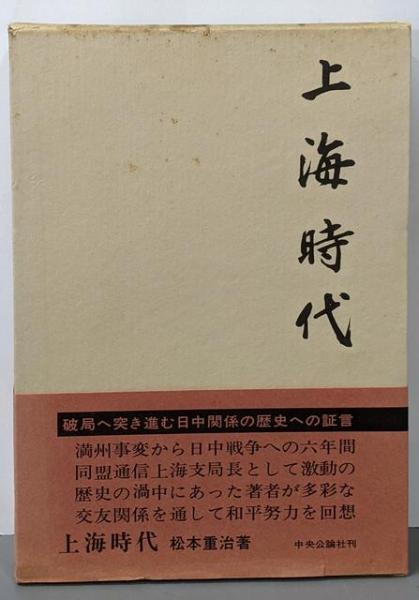 上海時代
破局へ突き進む日中関係の歴史への証言
満州事変から日中戦争への六年間
同盟通信上海支局長として激動の
歴史の渦中にあった著者が多彩な
交友関係を通して和平努力を回想
上海時代 松本重治著 中央公論社刊